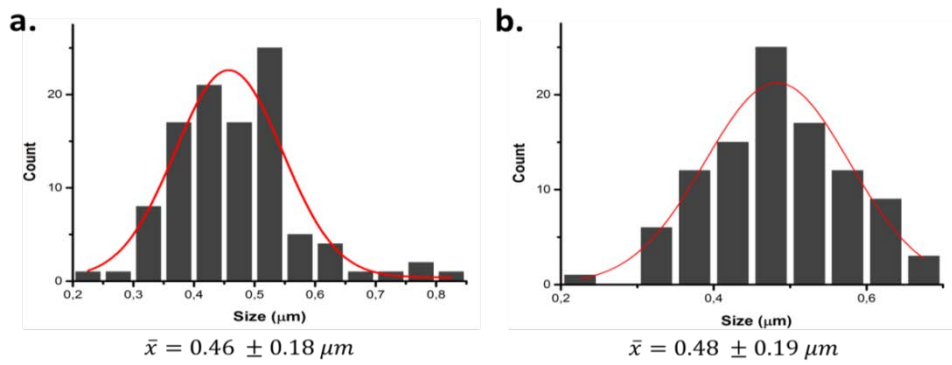 a.
Count
20
10
0
0,2 0,3 0,4 0,5 0,6 0,7 0,8
Size (μm)
x̄ = 0.46 ± 0.18 μm
b.
Count
20
10
0
0,2 0,4 0,6
Size (μm)
x̄ = 0.48 ± 0.19 μm